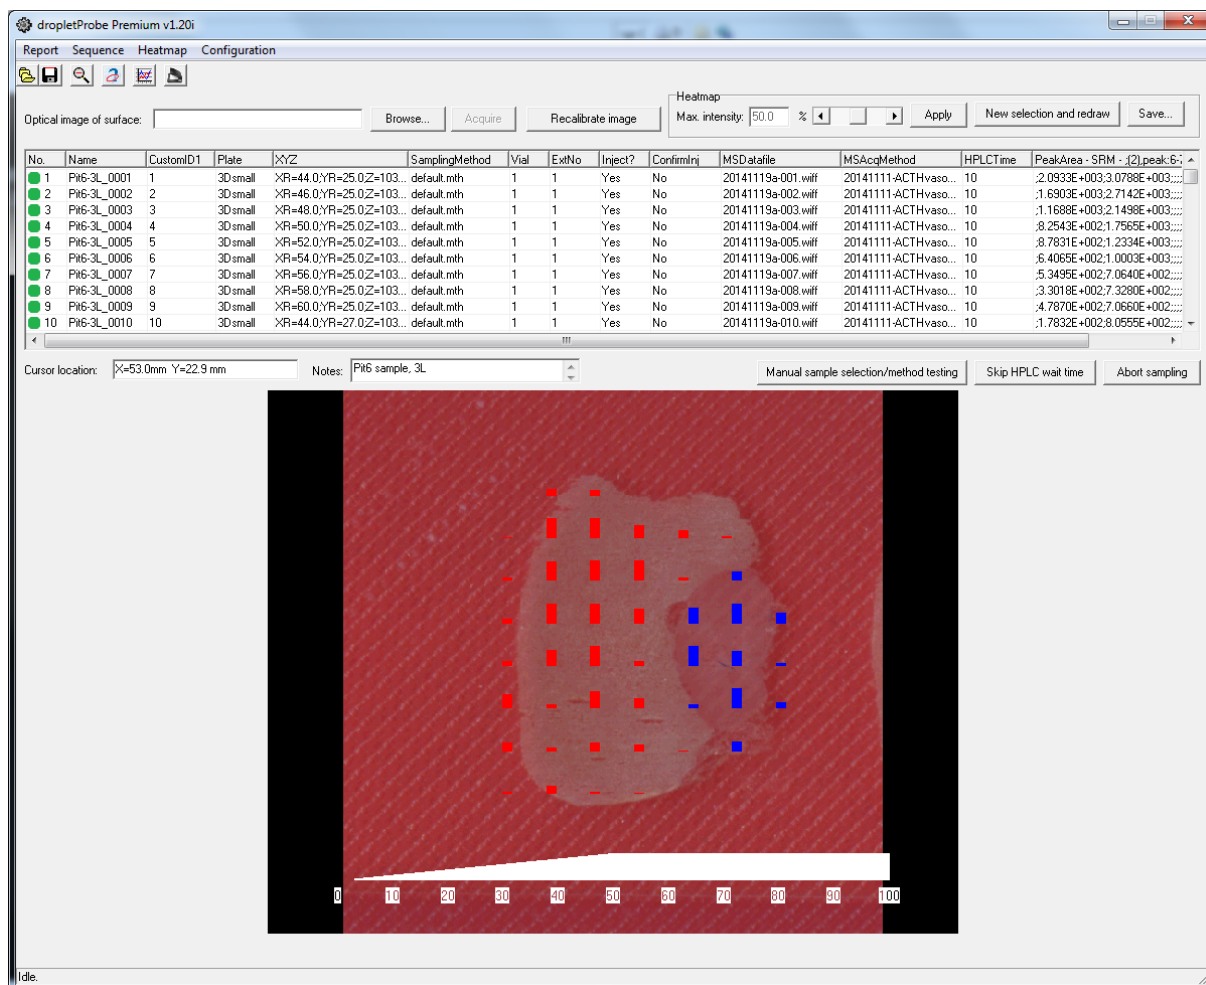 dropletProbe Premium v1.20i
Report Sequence Heatmap Configuration
Heatmap
Optical image of surface: Browse... Acquire Recalibrate image Max. intensity: 50.0 % Apply New selection and redraw Save...
No. Name CustomID1 Plate XYZ SamplingMethod Vial ExtNo Inject? ConfirmInj MSDatafile MSAcqMethod HPLCTime PeakArea - SRM - ;(2),peak:6-7
1 Pit6-3L_0001 1 3Dsmall XR=44.0;YR=25.0;Z=103... default.mth 1 1 Yes No 20141119a-001.wiff 20141111-ACTHvaso... 10 ;2.0933E+003;3.0788E+003;;;;
2 Pit6-3L_0002 2 3Dsmall XR=46.0;YR=25.0;Z=103... default.mth 1 1 Yes No 20141119a-002.wiff 20141111-ACTHvaso... 10 ;1.6903E+003;2.7142E+003;;;;
3 Pit6-3L_0003 3 3Dsmall XR=48.0;YR=25.0;Z=103... default.mth 1 1 Yes No 20141119a-003.wiff 20141111-ACTHvaso... 10 ;1.1688E+003;2.1498E+003;;;;
4 Pit6-3L_0004 4 3Dsmall XR=50.0;YR=25.0;Z=103... default.mth 1 1 Yes No 20141119a-004.wiff 20141111-ACTHvaso... 10 ;8.2543E+002;1.7565E+003;;;;
5 Pit6-3L_0005 5 3Dsmall XR=52.0;YR=25.0;Z=103... default.mth 1 1 Yes No 20141119a-005.wiff 20141111-ACTHvaso... 10 ;8.7831E+002;1.2334E+003;;;;
6 Pit6-3L_0006 6 3Dsmall XR=54.0;YR=25.0;Z=103... default.mth 1 1 Yes No 20141119a-006.wiff 20141111-ACTHvaso... 10 ;6.4065E+002;1.0003E+003;;;;
7 Pit6-3L_0007 7 3Dsmall XR=56.0;YR=25.0;Z=103... default.mth 1 1 Yes No 20141119a-007.wiff 20141111-ACTHvaso... 10 ;5.3495E+002;7.0640E+002;;;;
8 Pit6-3L_0008 8 3Dsmall XR=58.0;YR=25.0;Z=103... default.mth 1 1 Yes No 20141119a-008.wiff 20141111-ACTHvaso... 10 ;3.3018E+002;7.3280E+002;;;;
9 Pit6-3L_0009 9 3Dsmall XR=60.0;YR=25.0;Z=103... default.mth 1 1 Yes No 20141119a-009.wiff 20141111-ACTHvaso... 10 ;4.7870E+002;7.0660E+002;;;;
10 Pit6-3L_0010 10 3Dsmall XR=44.0;YR=27.0;Z=103... default.mth 1 1 Yes No 20141119a-010.wiff 20141111-ACTHvaso... 10 ;1.7832E+002;8.0555E+002;;;;
Cursor location: X=53.0mm Y=22.9 mm Notes: Pit6 sample, 3L Manual sample selection/method testing Skip HPLC wait time Abort sampling
0 10 20 30 40 50 60 70 80 90 100
Idle.